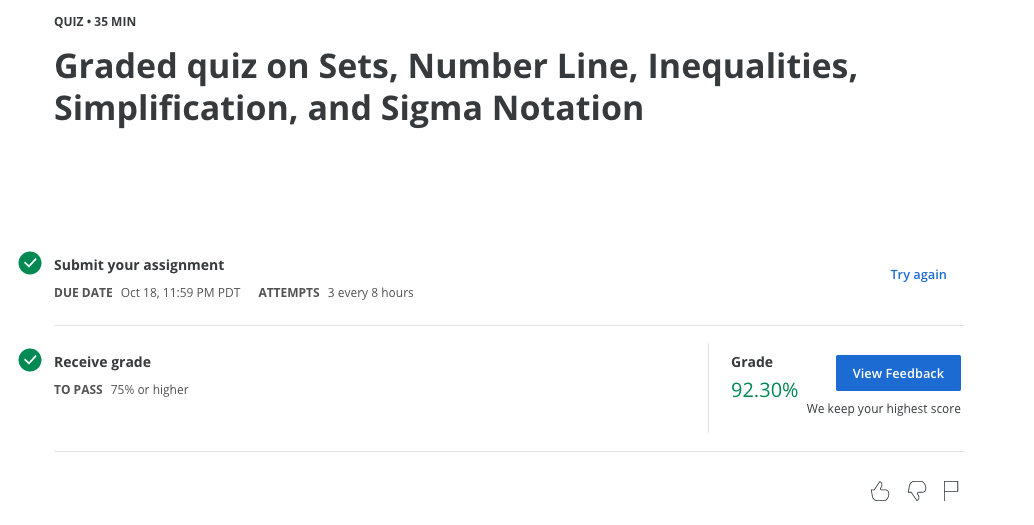 QUIZ • 35 MIN
Graded quiz on Sets, Number Line, Inequalities,
Simplification, and Sigma Notation
Submit your assignment
DUE DATE Oct 18, 11:59 PM PDT ATTEMPTS 3 every 8 hours
Try again
Receive grade
TO PASS 75% or higher
Grade
92.30%
View Feedback
We keep your highest score